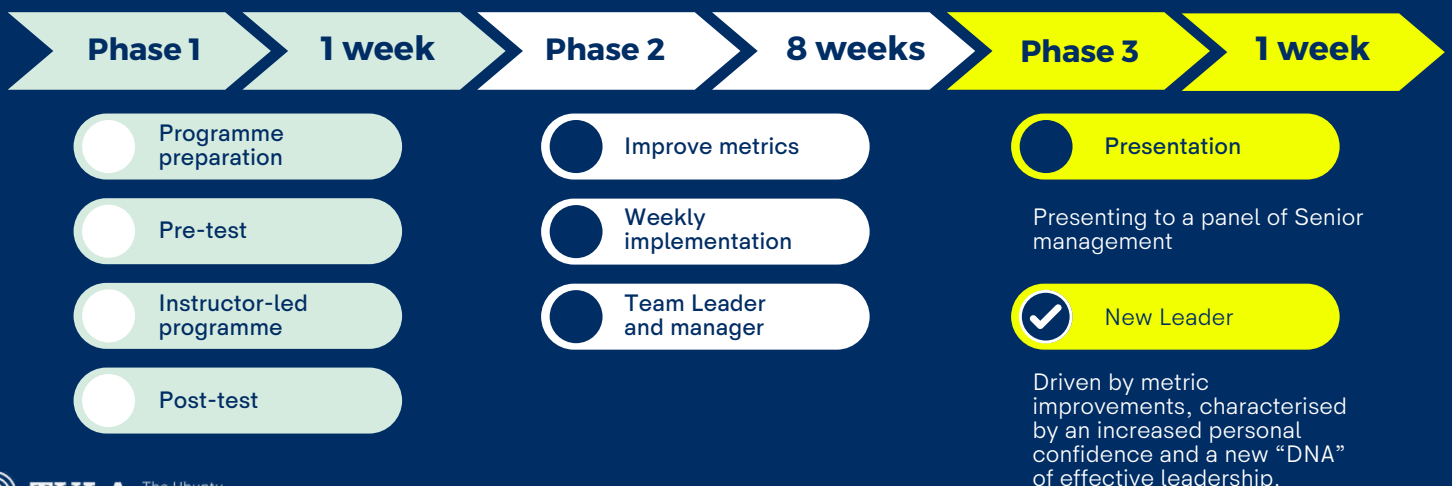 Phase 1
1 week
Phase 2
8 weeks
Phase 3
1 week
Programme
preparation
Pre-test
Instructor-led
programme
Post-test
Improve metrics
Weekly
implementation
Team Leader
and manager
Presentation
Presenting to a panel of Senior
management
New Leader
Driven by metric
improvements, characterised
by an increased personal
confidence and a new “DNA”
of effective leadership.